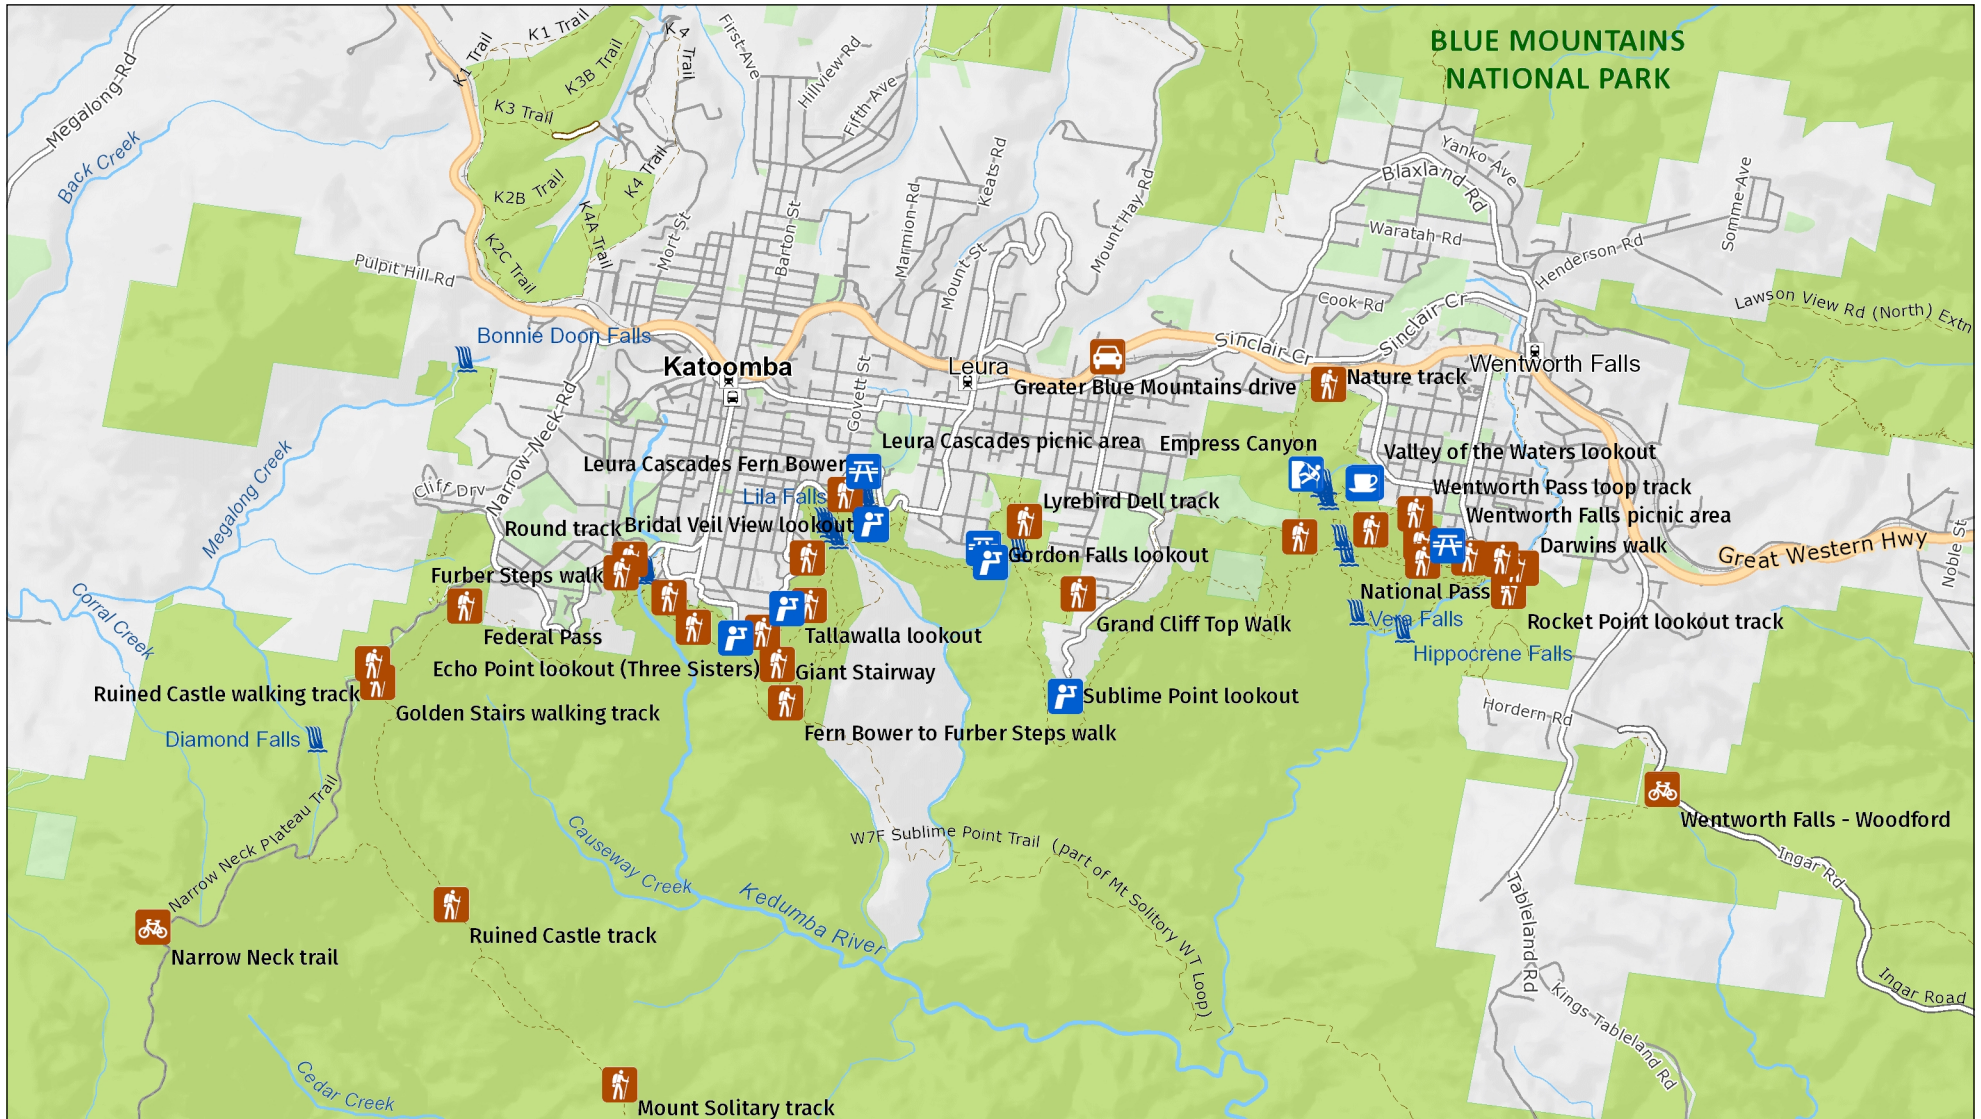 BLUE MOUNTAINS
NATIONAL PARK
K1 Trail
K1 Trail
K3B Trail
K3 Trail
K4 Trail
K4 Trail
K2B Trail
K4A Trail
K2C Trail
First Ave
Hillview Rd
Fifth Ave
Keats Rd
Marmion Rd
Mount Hay Rd
Mount St
Barton St
Mort St
Megalong Rd
Back Creek
Pulpit Hill Rd
Yanko Ave
Blaxland Rd
Waratah Rd
Henderson Rd
Somme Ave
Cook Rd
Sinclair Cr
Sinclair Cr
Lawson View Rd (North) Extn
Bonnie Doon Falls
Katoomba
Leura
Wentworth Falls
Greater Blue Mountains drive
Nature track
Govett St
Narrow Neck Rd
Megalong Creek
Cliff Drv
Leura Cascades picnic area
Empress Canyon
Valley of the Waters lookout
Leura Cascades Fern Bower
Lila Falls
Lyrebird Dell track
Wentworth Pass loop track
Wentworth Falls picnic area
Round track
Bridal Veil View lookout
Gordon Falls lookout
Darwins walk
Great Western Hwy
Noble St
Furber Steps walk
National Pass
Corral Creek
Federal Pass
Tallawalla lookout
Grand Cliff Top Walk
Vera Falls
Rocket Point lookout track
Hippocrene Falls
Echo Point lookout (Three Sisters)
Giant Stairway
Ruined Castle walking track
Golden Stairs walking track
Sublime Point lookout
Hordern Rd
Diamond Falls
Fern Bower to Furber Steps walk
Narrow Neck Plateau Trail
Causeway Creek
W7F Sublime Point Trail (part of Mt Solitory WT Loop)
Wentworth Falls - Woodford
Ingar Rd
Tableland Rd
Kedumba River
Ruined Castle track
Narrow Neck trail
Ingar Road
Kings Tableland Rd
Cedar Creek
Mount Solitary track